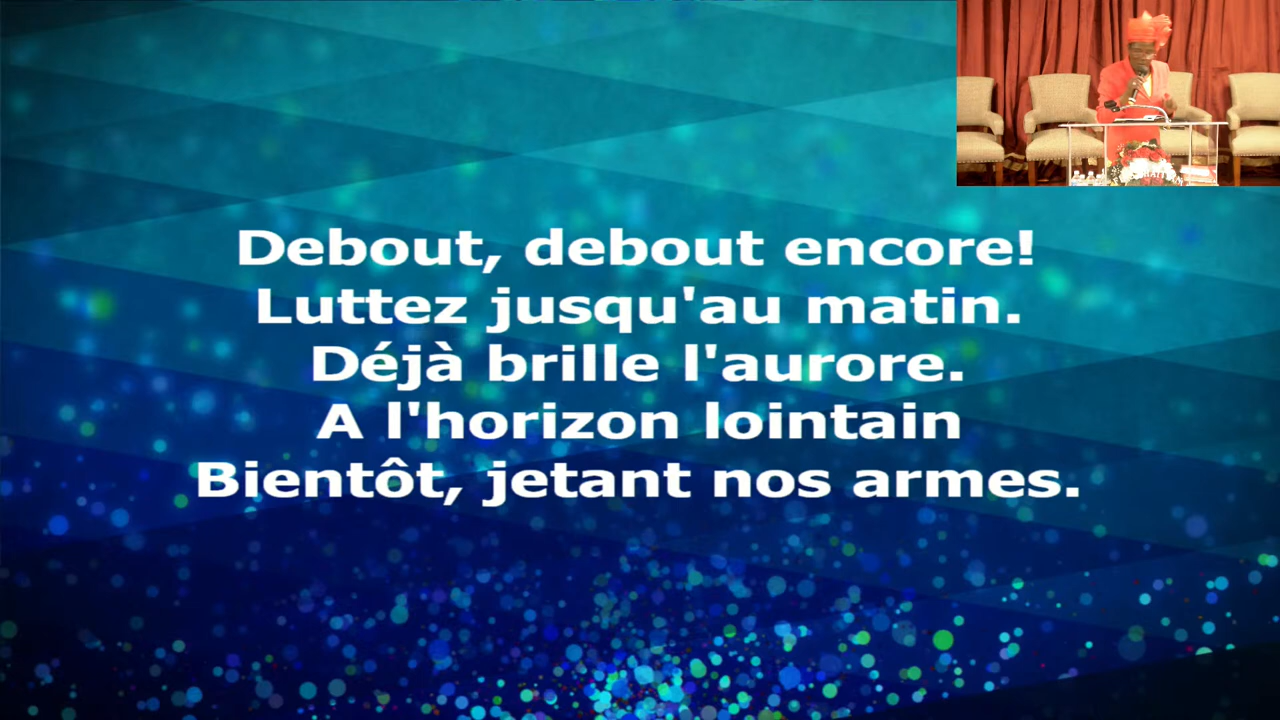 Debout, debout encore!
Luttez jusqu'au matin.
Déjà brille l'aurore.
A l'horizon lointain
Bientôt, jetant nos armes.